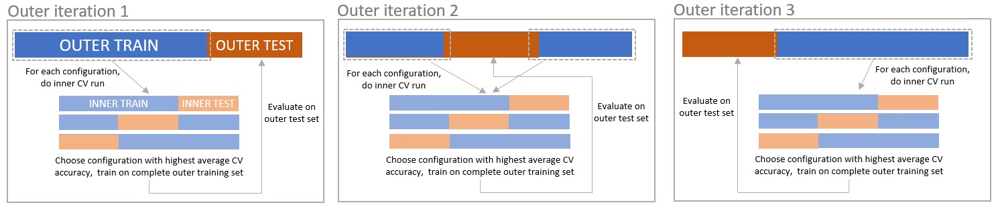 Outer iteration 1
OUTER TRAIN
OUTER TEST
For each configuration,
do inner CV run
INNER TRAIN
INNER TEST
Evaluate on
outer test set
Choose configuration with highest average CV
accuracy, train on complete outer training set
Outer iteration 2
For each configuration,
do inner CV run
Evaluate on
outer test set
Choose configuration with highest average CV
accuracy, train on complete outer training set
Outer iteration 3
For each configuration,
do inner CV run
Evaluate on
outer test set
Choose configuration with highest average CV
accuracy, train on complete outer training set